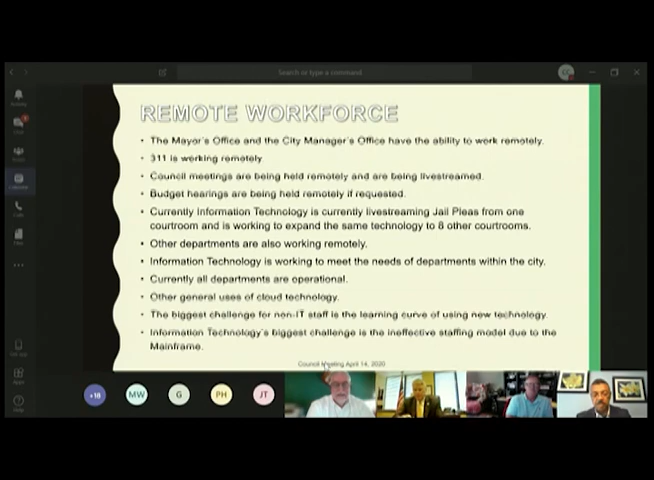 Search or type a command
REMOTE WORKFORCE
• The Mayor's Office and the City Manager's Office have the ability to work remotely.
• 311 is working remotely
• Council meetings are being held remotely and are being livestreamed.
• Budget hearings are being held remotely if requested.
• Currently Information Technology is currently livestreaming Jail Pleas from one
courtroom and is working to expand the same technology to 8 other courtrooms.
• Other departments are also working remotely.
• Information Technology is working to meet the needs of departments within the city.
• Currently all departments are operational.
• Other general uses of cloud technology.
• The biggest challenge for non-IT staff is the learning curve of using new technology.
• Information Technology's biggest challenge is the ineffective staffing model due to the
Mainframe.
Council Meeting April 14, 2020
+18
MW
G
PH
JT
Calls
Files
Apps
Help